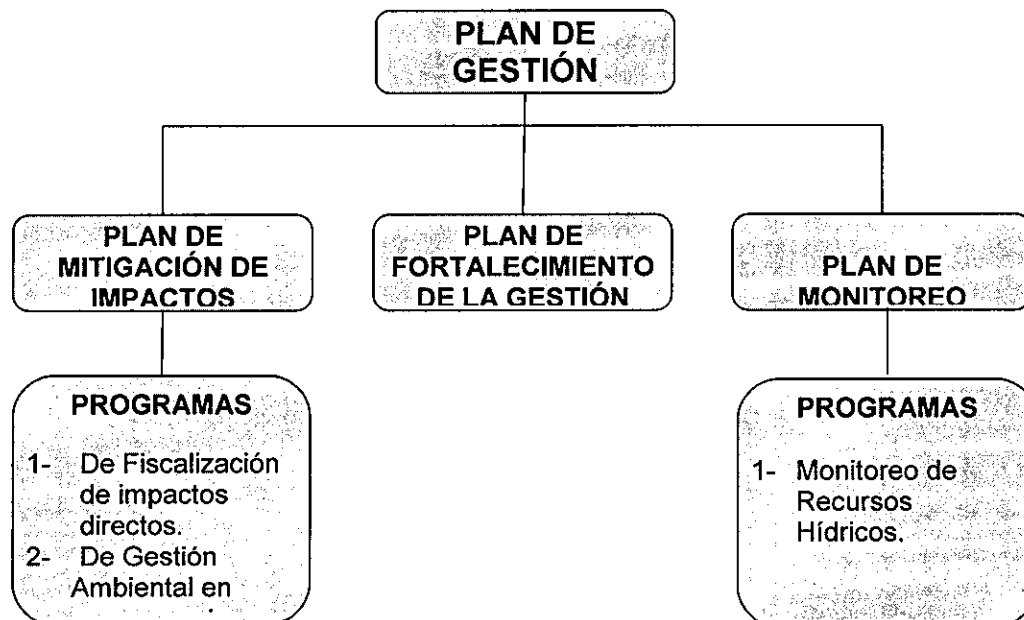 PLAN DE
GESTIÓN
PLAN DE
MITIGACIÓN DE
IMPACTOS
PLAN DE
FORTALECIMIENTO
DE LA GESTIÓN
PLAN DE
MONITOREO
PROGRAMAS
1- De Fiscalización
de impactos
directos.
2- De Gestión
Ambiental en
PROGRAMAS
1- Monitoreo de
Recursos
Hídricos.